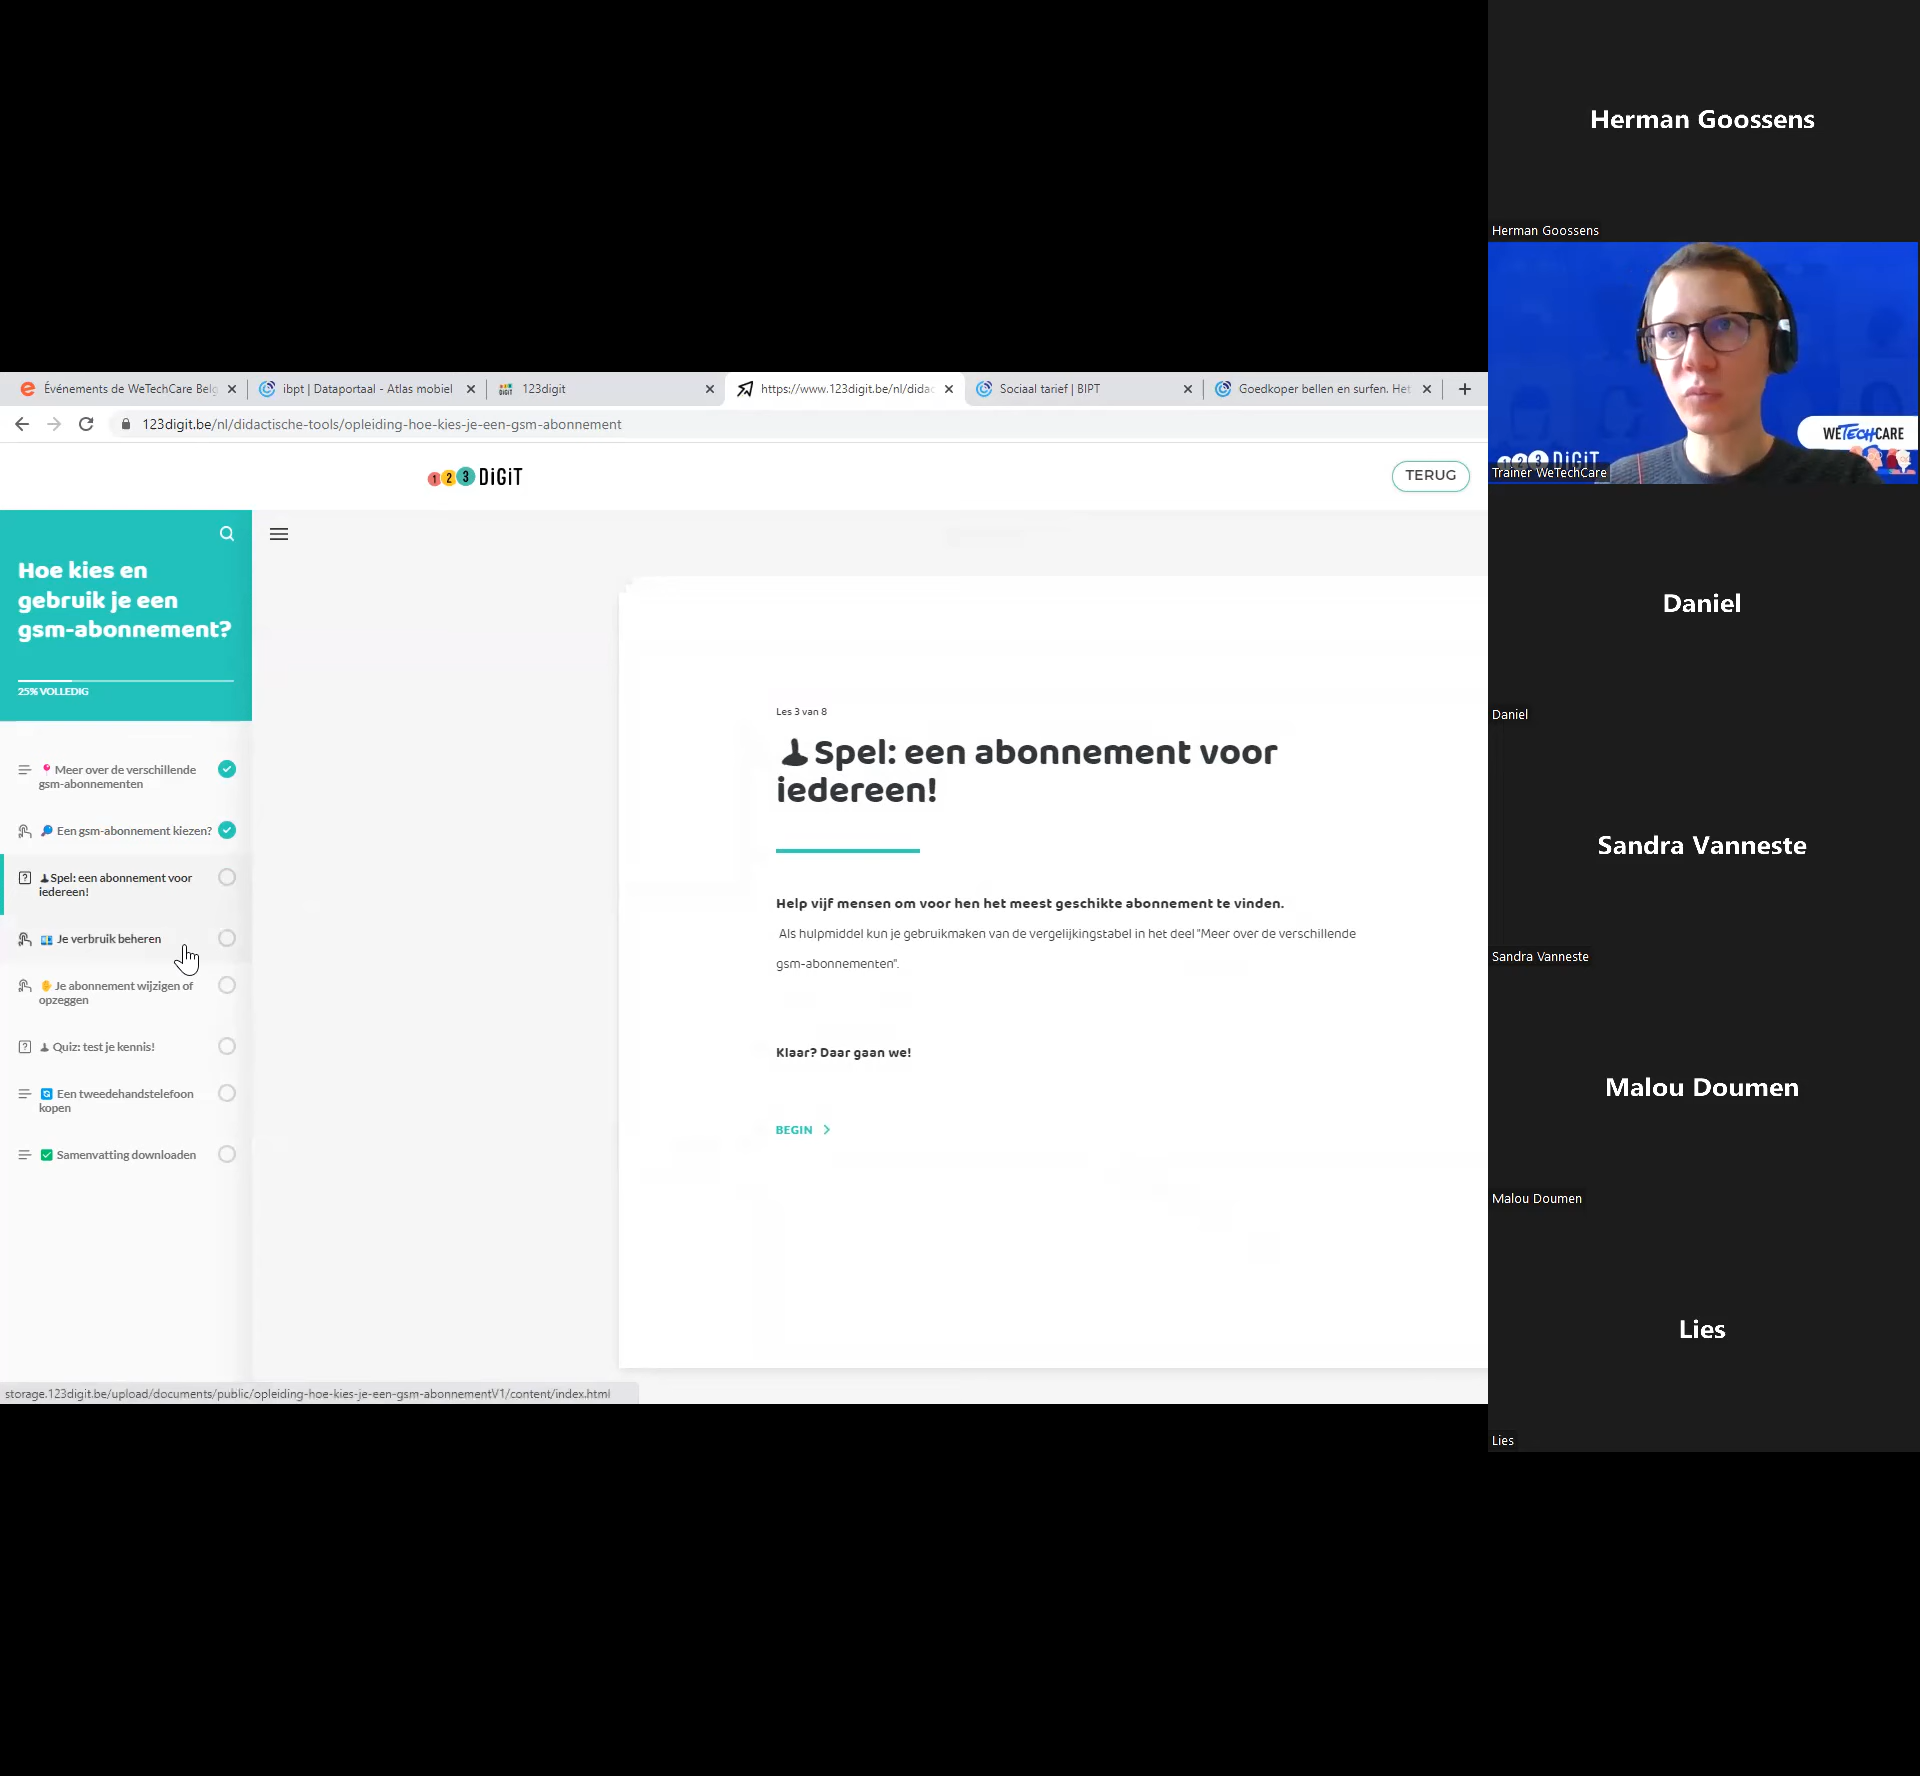 Événements de WeTechCare Belg
ibpt | Dataportaal - Atlas mobiel
123digit
https://www.123digit.be/nl/didac
Sociaal tarief | BIPT
Goedkoper bellen en surfen. Het
123digit.be/nl/didactische-tools/opleiding-hoe-kies-je-een-gsm-abonnement
1 2 3 DiGiT
TERUG
Hoe kies en
gebruik je een
gsm-abonnement?
25% VOLLEDIG
Meer over de verschillende
gsm-abonnementen
Een gsm-abonnement kiezen?
Spel: een abonnement voor
iedereen!
Je verbruik beheren
Je abonnement wijzigen of
opzeggen
Quiz: test je kennis!
Een tweedehandstelefoon
kopen
Samenvatting downloaden
Les 3 van 8
Spel: een abonnement voor
iedereen!
Help vijf mensen om voor hen het meest geschikte abonnement te vinden.
Als hulpmiddel kun je gebruikmaken van de vergelijkingstabel in het deel "Meer over de verschillende
gsm-abonnementen".
Klaar? Daar gaan we!
BEGIN
storage.123digit.be/upload/documents/public/opleiding-hoe-kies-je-een-gsm-abonnementV1/content/index.html
Herman Goossens
Herman Goossens
WETECHCARE
1 2 3 DiGiT
Trainer WeTechCare
Daniel
Daniel
Sandra Vanneste
Sandra Vanneste
Malou Doumen
Malou Doumen
Lies
Lies